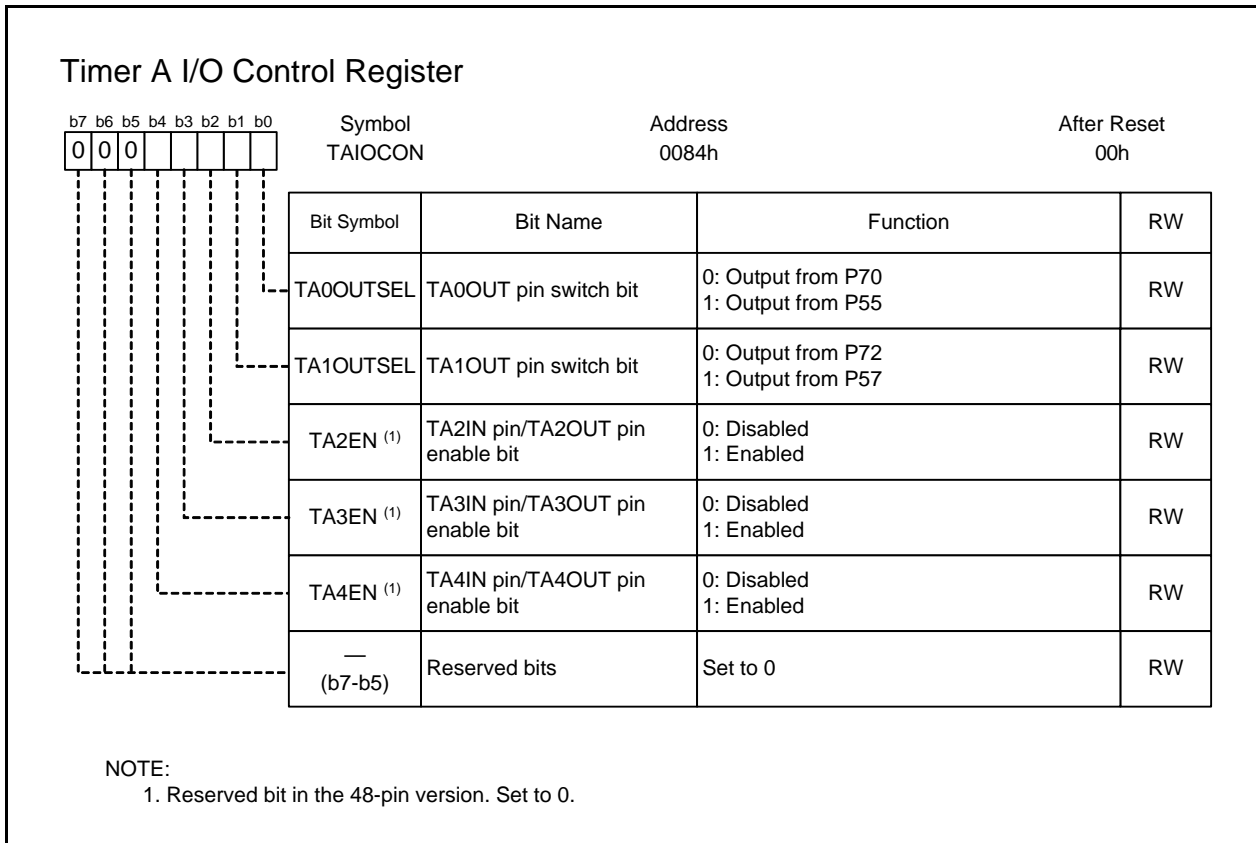 Timer A I/O Control Register
b7 b6 b5 b4 b3 b2 b1 b0
Symbol Address After Reset
0 0 0
TAIOCON 0084h 00h
Bit Symbol Bit Name Function RW
TA0OUTSEL TA0OUT pin switch bit 0: Output from P70
1: Output from P55 RW
TA1OUTSEL TA1OUT pin switch bit 0: Output from P72
1: Output from P57 RW
TA2EN (1) TA2IN pin/TA2OUT pin
enable bit 0: Disabled
1: Enabled RW
TA3EN (1) TA3IN pin/TA3OUT pin
enable bit 0: Disabled
1: Enabled RW
TA4EN (1) TA4IN pin/TA4OUT pin
enable bit 0: Disabled
1: Enabled RW
—
(b7-b5) Reserved bits Set to 0 RW
NOTE:
1. Reserved bit in the 48-pin version. Set to 0.